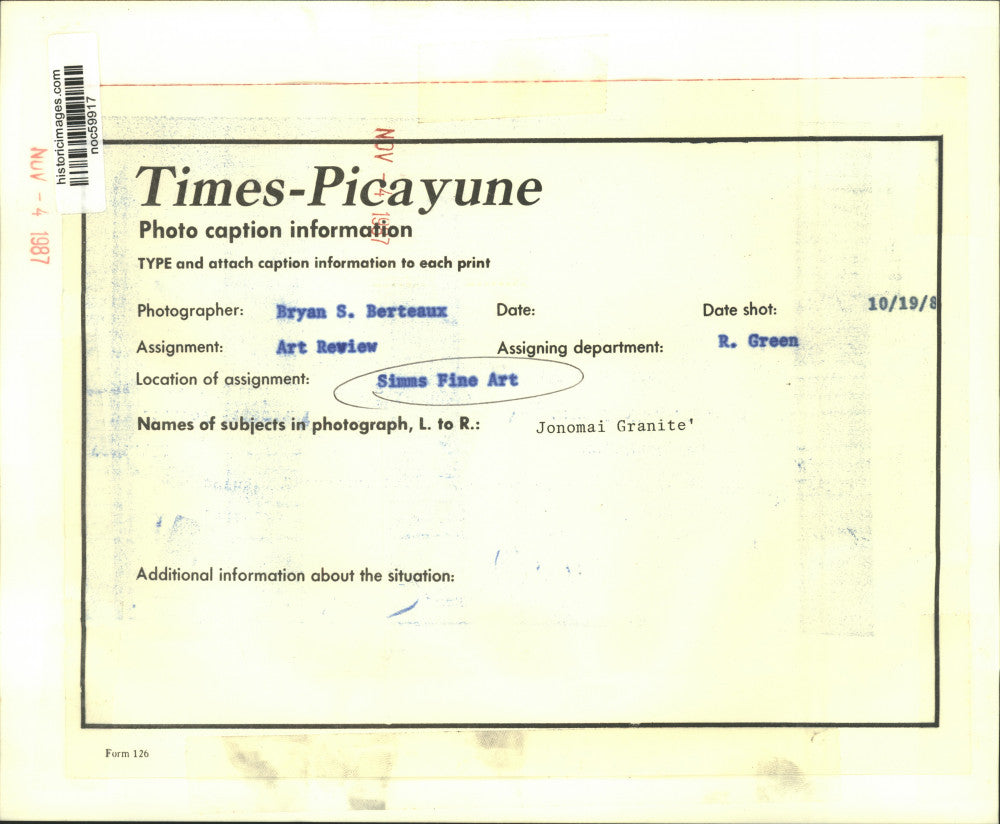 historicimages.com
noc59917
NOV - 4 1987
NOV - 4 1987
Times-Picayune
Photo caption information
TYPE and attach caption information to each print
Photographer: Bryan S. Berteaux Date: Date shot: 10/19/8
Assignment: Art Review Assigning department: R. Green
Location of assignment: Simms Fine Art
Names of subjects in photograph, L. to R.: Jonomai Granite'
Additional information about the situation:
Form 126